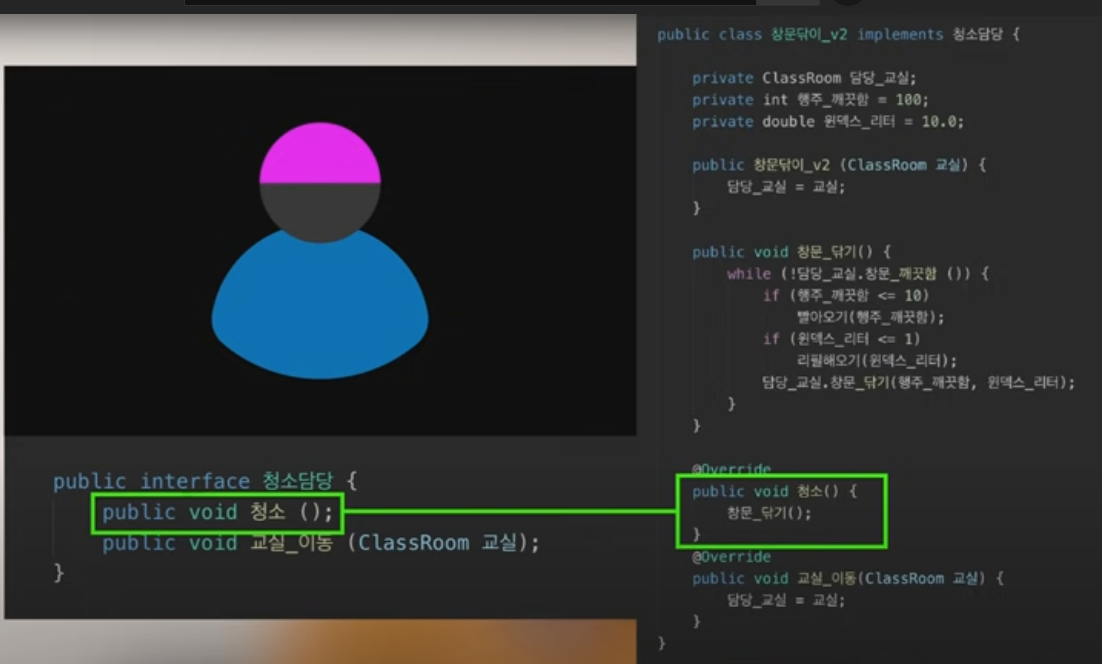 public interface 청소담당 {
public void 청소 ();
public void 교실_이동 (ClassRoom 교실);
}
public class 창문닦이_v2 implements 청소담당 {
private ClassRoom 담당_교실;
private int 행주_깨끗함 = 100;
private double 윈덱스_리터 = 10.0;
public 창문닦이_v2 (ClassRoom 교실) {
담당_교실 = 교실;
}
public void 창문_닦기() {
while (!담당_교실.창문_깨끗함 ()) {
if (행주_깨끗함 <= 10)
빨아오기(행주_깨끗함);
if (윈덱스_리터 <= 1)
리필해오기(윈덱스_리터);
담당_교실.창문_닦기(행주_깨끗함, 윈덱스_리터);
}
}
@Override
public void 청소() {
창문_닦기();
}
@Override
public void 교실_이동(ClassRoom 교실) {
담당_교실 = 교실;
}
}